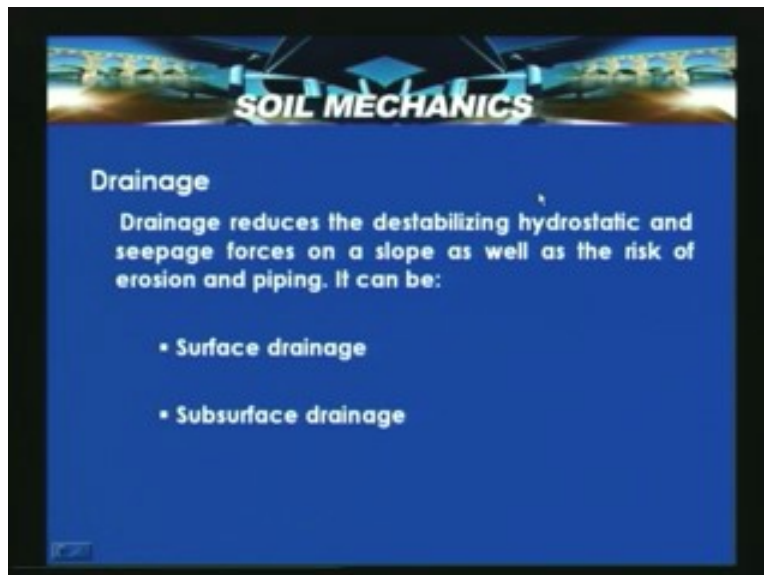 SOIL MECHANICS
Drainage
Drainage reduces the destabilizing hydrostatic and
seepage forces on a slope as well as the risk of
erosion and piping. It can be:
▪ Surface drainage
▪ Subsurface drainage